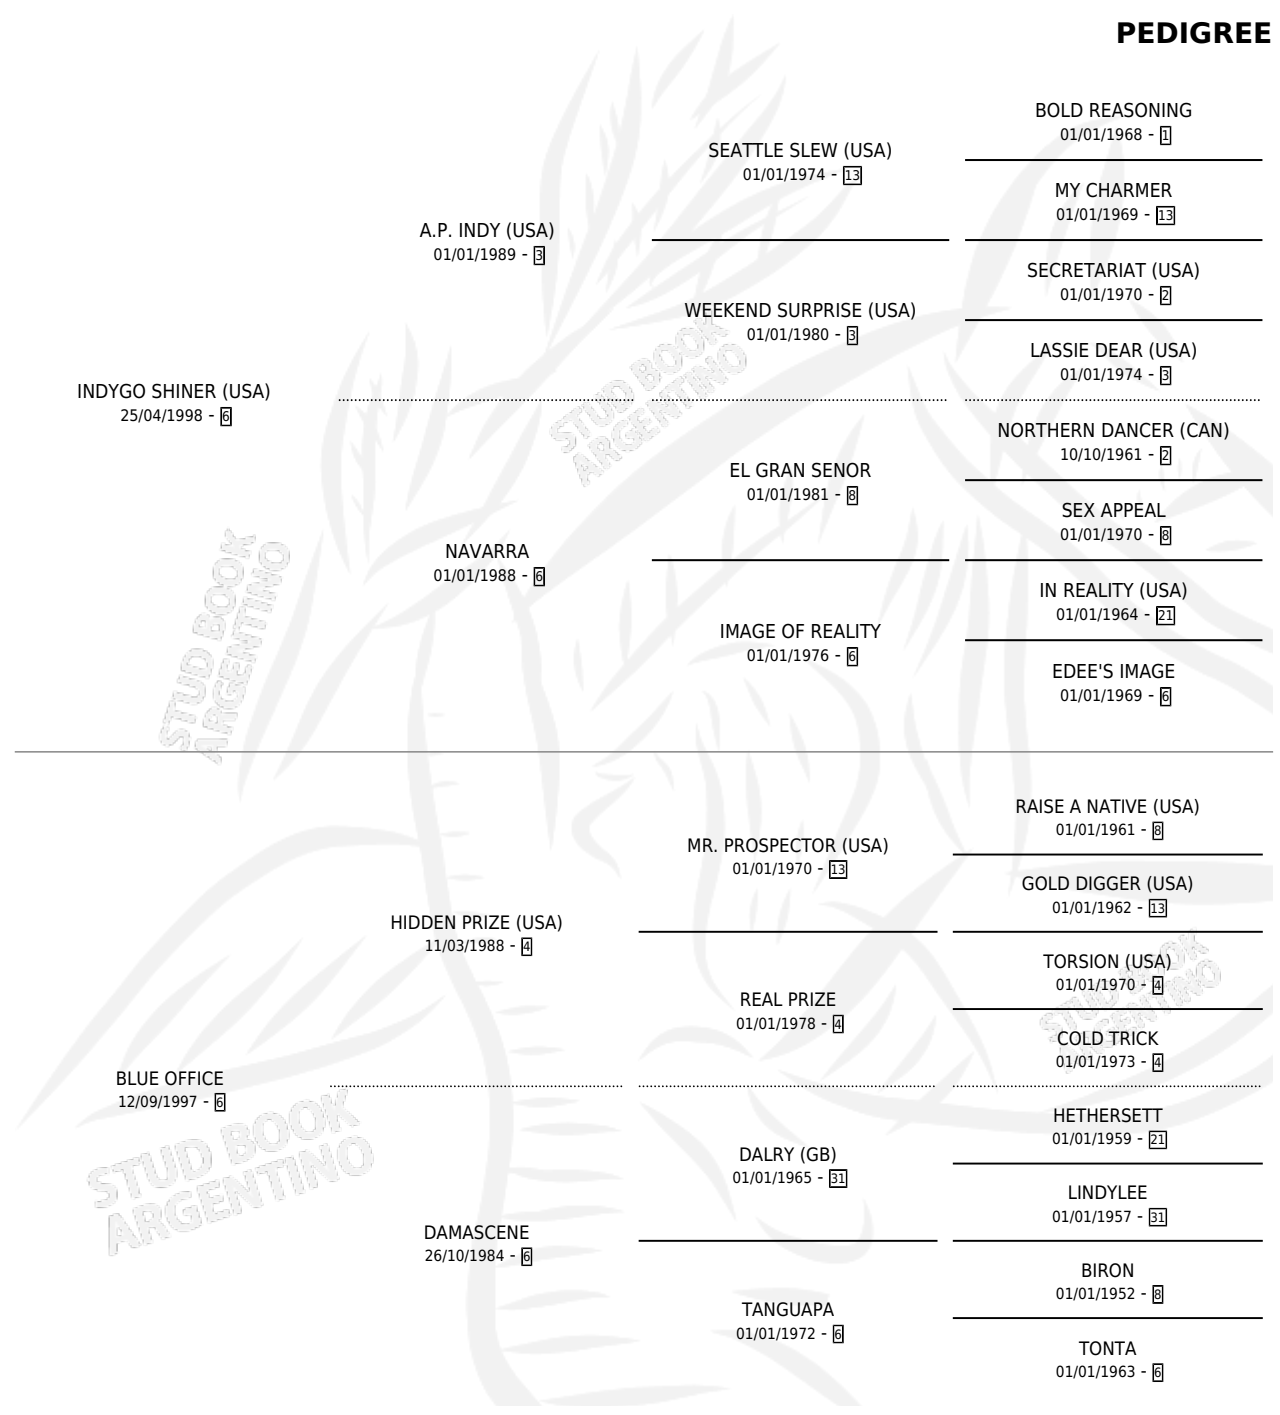 PEDIGREE
BOLD REASONING
01/01/1968 - 1
SEATTLE SLEW (USA)
01/01/1974 - 13
MY CHARMER
01/01/1969 - 13
A.P. INDY (USA)
01/01/1989 - 3
SECRETARIAT (USA)
01/01/1970 - 2
WEEKEND SURPRISE (USA)
01/01/1980 - 3
LASSIE DEAR (USA)
01/01/1974 - 3
INDYGO SHINER (USA)
25/04/1998 - 6
NORTHERN DANCER (CAN)
10/10/1961 - 2
EL GRAN SENOR
01/01/1981 - 8
SEX APPEAL
01/01/1970 - 8
NAVARRA
01/01/1988 - 6
IN REALITY (USA)
01/01/1964 - 21
IMAGE OF REALITY
01/01/1976 - 6
EDEE'S IMAGE
01/01/1969 - 6
RAISE A NATIVE (USA)
01/01/1961 - 8
MR. PROSPECTOR (USA)
01/01/1970 - 13
GOLD DIGGER (USA)
01/01/1962 - 13
HIDDEN PRIZE (USA)
11/03/1988 - 4
TORSION (USA)
01/01/1970 - 4
REAL PRIZE
01/01/1978 - 4
COLD TRICK
01/01/1973 - 4
BLUE OFFICE
12/09/1997 - 6
HETHERSETT
01/01/1959 - 21
DALRY (GB)
01/01/1965 - 31
LINDYLEE
01/01/1957 - 31
DAMASCENE
26/10/1984 - 6
BIRON
01/01/1952 - 8
TANGUAPA
01/01/1972 - 6
TONTA
01/01/1963 - 6
STUD BOOK
ARGENTINO
STUD BOOK
ARGENTINO
STUD BOOK
ARGENTINO
STUD BOOK
ARGENTINO